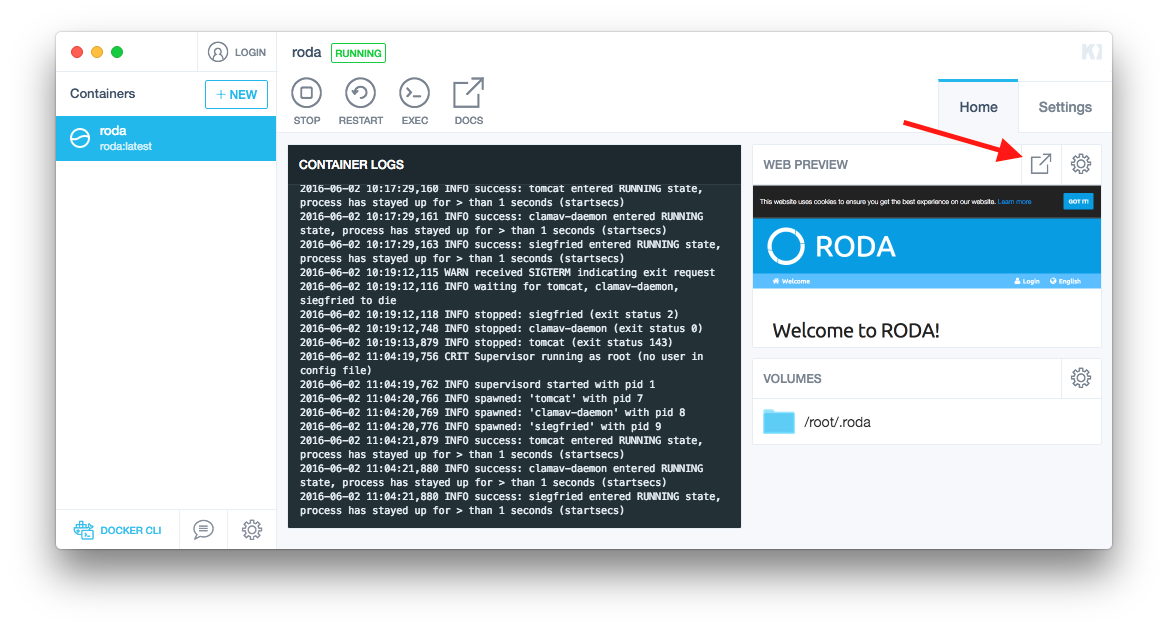 LOGIN
roda RUNNING
Containers
+ NEW
STOP
RESTART
EXEC
DOCS
Home
Settings
roda
roda:latest
CONTAINER LOGS
2016-06-02 10:17:29,160 INFO success: tomcat entered RUNNING state,
process has stayed up for > than 1 seconds (startsecs)
2016-06-02 10:17:29,161 INFO success: clamav-daemon entered RUNNING
state, process has stayed up for > than 1 seconds (startsecs)
2016-06-02 10:17:29,163 INFO success: siegfried entered RUNNING state,
process has stayed up for > than 1 seconds (startsecs)
2016-06-02 10:19:12,115 WARN received SIGTERM indicating exit request
2016-06-02 10:19:12,116 INFO waiting for tomcat, clamav-daemon,
siegfried to die
2016-06-02 10:19:12,118 INFO stopped: siegfried (exit status 2)
2016-06-02 10:19:12,748 INFO stopped: clamav-daemon (exit status 0)
2016-06-02 10:19:13,879 INFO stopped: tomcat (exit status 143)
2016-06-02 11:04:19,756 CRIT Supervisor running as root (no user in
config file)
2016-06-02 11:04:19,762 INFO supervisord started with pid 1
2016-06-02 11:04:20,766 INFO spawned: 'tomcat' with pid 7
2016-06-02 11:04:20,769 INFO spawned: 'clamav-daemon' with pid 8
2016-06-02 11:04:20,776 INFO spawned: 'siegfried' with pid 9
2016-06-02 11:04:21,879 INFO success: tomcat entered RUNNING state,
process has stayed up for > than 1 seconds (startsecs)
2016-06-02 11:04:21,880 INFO success: clamav-daemon entered RUNNING
state, process has stayed up for > than 1 seconds (startsecs)
2016-06-02 11:04:21,880 INFO success: siegfried entered RUNNING state,
process has stayed up for > than 1 seconds (startsecs)
WEB PREVIEW
This website uses cookies to ensure you get the best experience on our website. Learn more
GOT IT!
RODA
Welcome
Login
English
Welcome to RODA!
VOLUMES
/root/.roda
DOCKER CLI